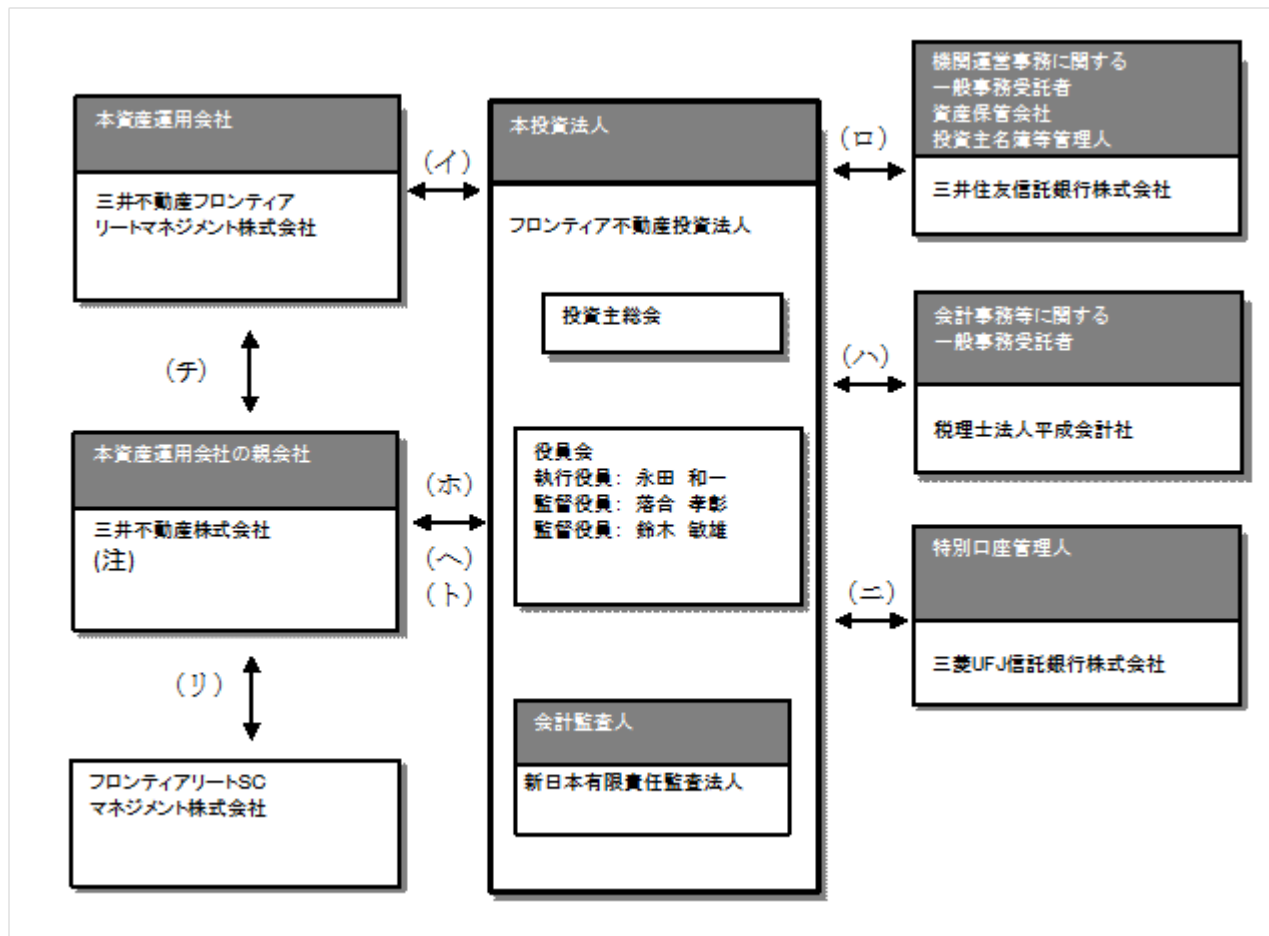 本資産運用会社
三井不動産フロンティア
リートマネジメント株式会社
(イ)
(チ)
本資産運用会社の親会社
三井不動産株式会社
(注)
(ホ)
(ヘ)
(ト)
(リ)
フロンティアリートSC
マネジメント株式会社
本投資法人
フロンティア不動産投資法人
投資主総会
役員会
執行役員: 永田 和一
監督役員: 落合 孝彰
監督役員: 鈴木 敏雄
会計監査人
新日本有限責任監査法人
(ロ)
機関運営事務に関する
一般事務受託者
資産保管会社
投資主名簿等管理人
三井住友信託銀行株式会社
(ハ)
会計事務等に関する
一般事務受託者
税理士法人平成会計社
(ニ)
特別口座管理人
三菱UFJ信託銀行株式会社